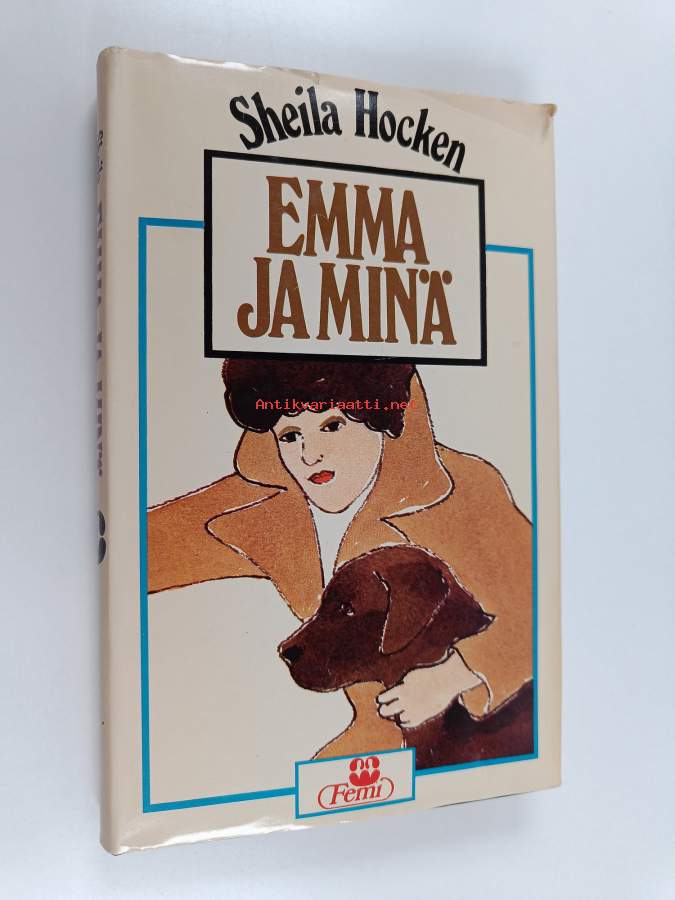 Sheila Hocken
EMMA
JA MINÄ
Antikvariaatti.net
Femi